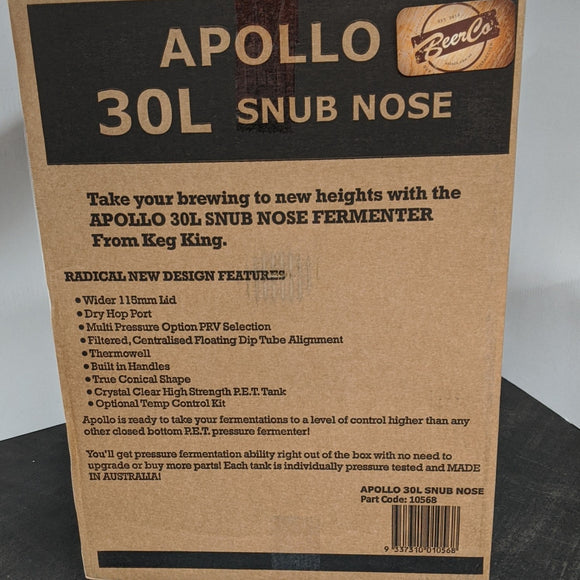 APOLLO
BeerCo
30L SNUB NOSE
Take your brewing to new heights with the
APOLLO 30L SNUB NOSE FERMENTER
From Keg King.
RADICAL NEW DESIGN FEATURES
• Wider 115mm Lid
• Dry Hop Port
• Multi Pressure Option PRV Selection
• Filtered, Centralised Floating Dip Tube Alignment
• Thermowell
• Built in Handles
• True Conical Shape
• Crystal Clear High Strength P.E.T. Tank
• Optional Temp Control Kit
Apollo is ready to take your fermentations to a level of control higher than any
other closed bottom P.E.T. pressure fermenter!
You'll get pressure fermentation ability right out of the box with no need to
upgrade or buy more parts! Each tank is individually pressure tested and MADE
IN AUSTRALIA!
APOLLO 30L SNUB NOSE
Part Code: 10568
9 337310 010568